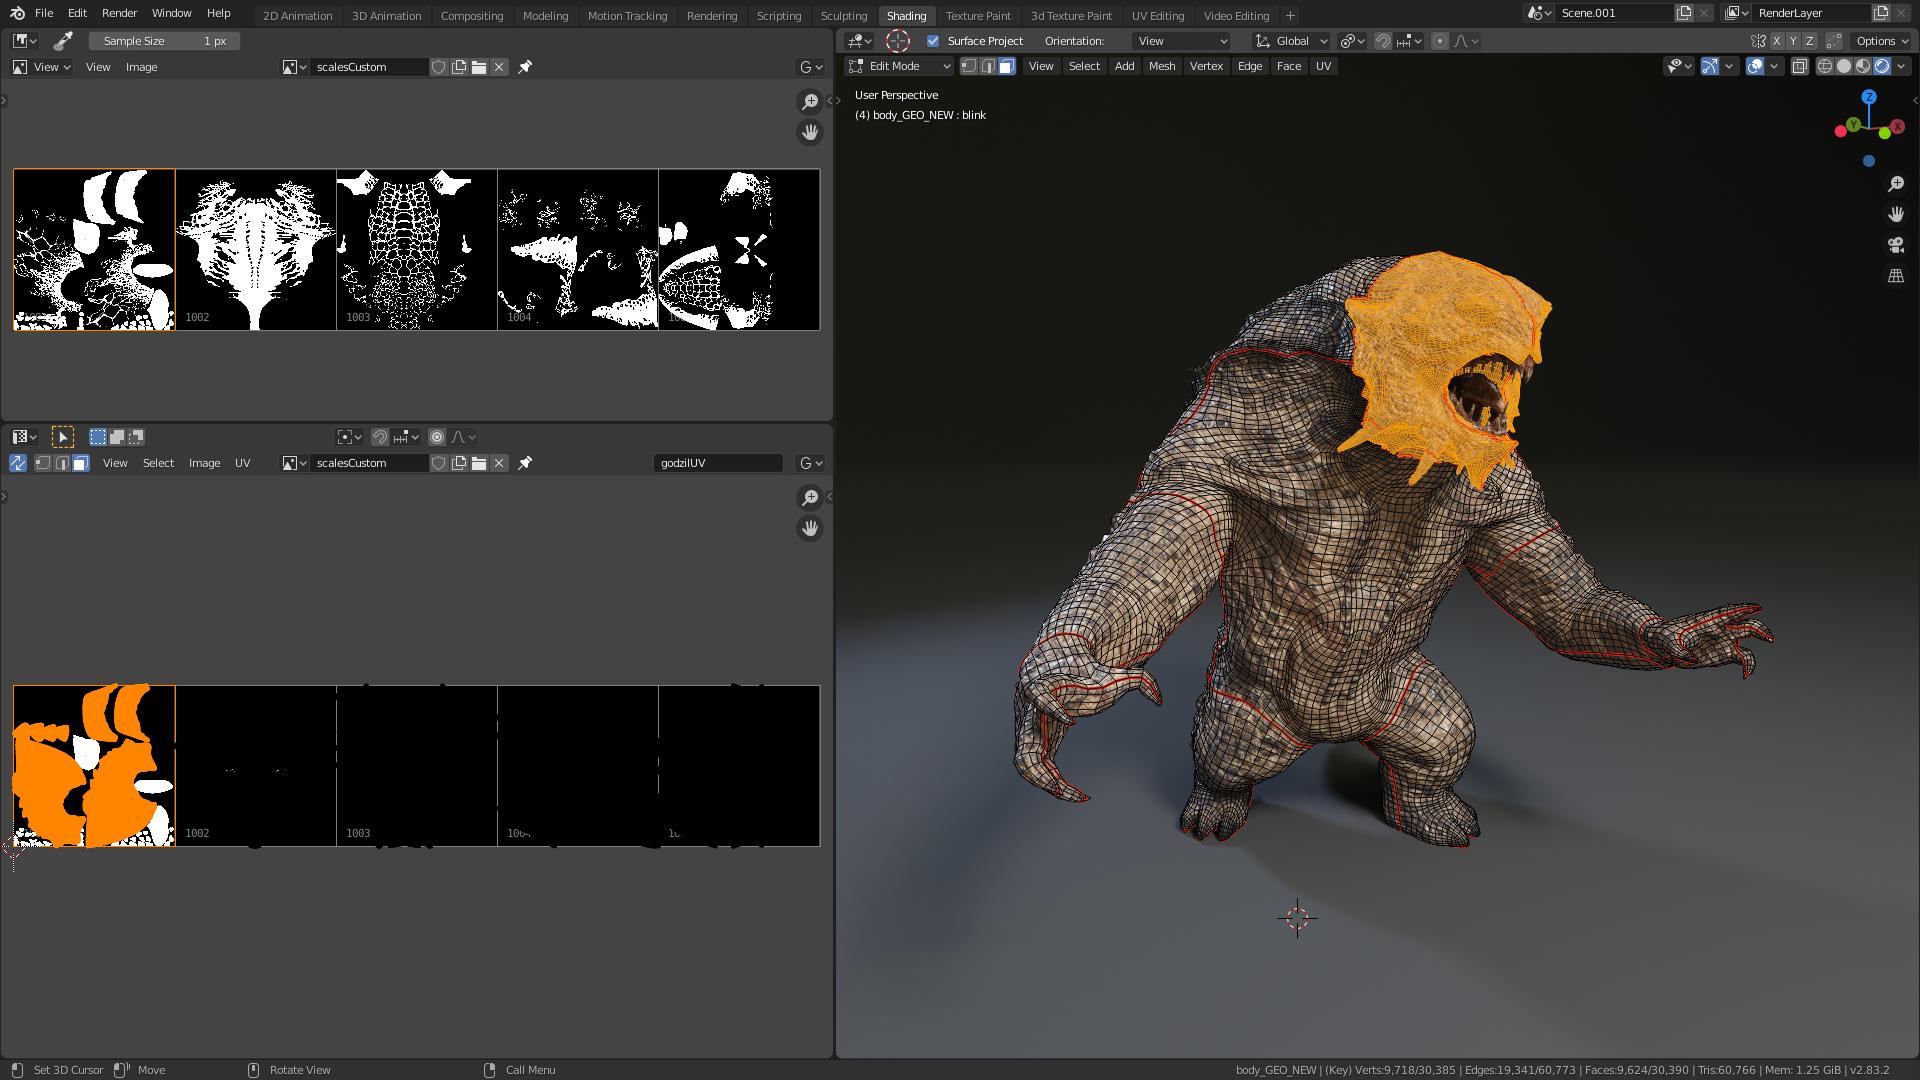 File Edit Render Window Help 2D Animation 3D Animation Compositing Modeling Motion Tracking Rendering Scripting Sculpting Shading Texture Paint 3d Texture Paint UV Editing Video Editing + Scene.001 RenderLayer
Sample Size 1 px
Surface Project Orientation: View Global X Y Z Options
View View Image scalesCustom G
Edit Mode View Select Add Mesh Vertex Edge Face UV
User Perspective
(4) body_GEO_NEW : blink
Z
Y X
1002 1003 1004
View Select Image UV scalesCustom godzilUV G
1002 1003
Set 3D Cursor Move Rotate View Call Menu body_GEO_NEW | (Key) Verts:9,718/30,385 | Edges:19,341/60,773 | Faces:9,624/30,390 | Tris:60,766 | Mem: 1.25 GiB | v2.83.2